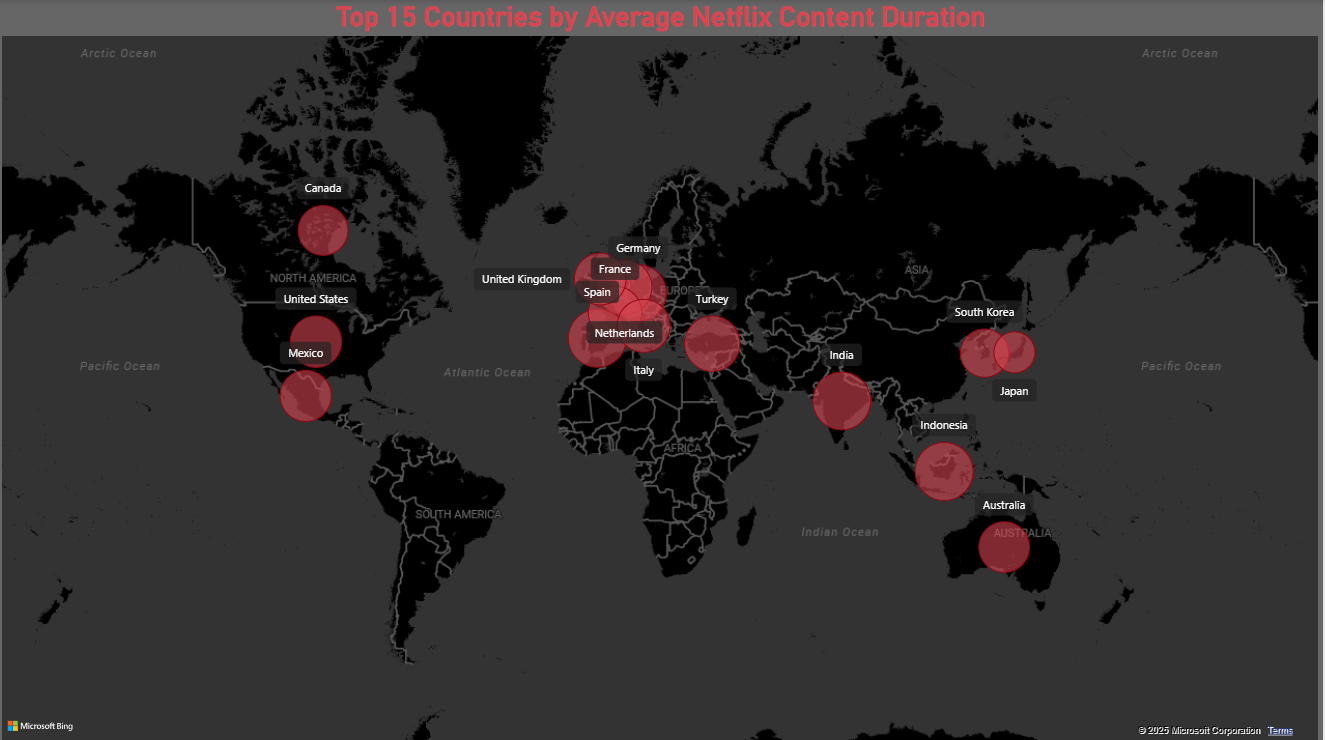 Top 15 Countries by Average Netflix Content Duration
Arctic Ocean
Arctic Ocean
Canada
Germany
France
United Kingdom
NORTH AMERICA
ASIA
Spain
EUROPE
United States
Turkey
South Korea
Netherlands
Mexico
India
Pacific Ocean
Atlantic Ocean
Italy
Pacific Ocean
Japan
Indonesia
AFRICA
SOUTH AMERICA
Australia
Indian Ocean
AUSTRALIA
Microsoft Bing
© 2025 Microsoft Corporation Terms